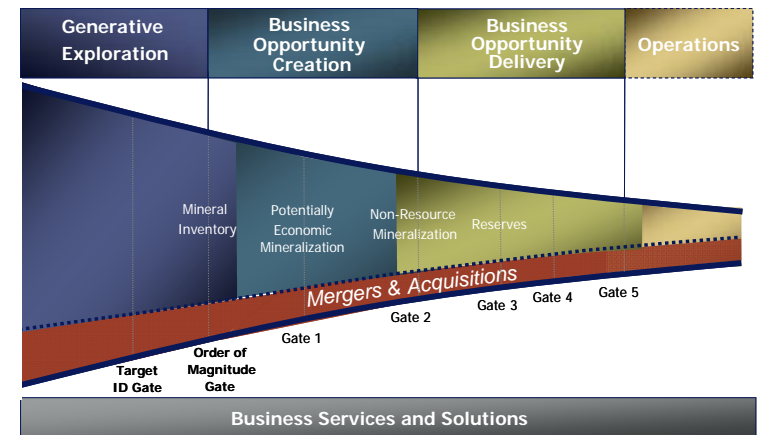 Generative
Exploration
Business
Opportunity
Creation
Business
Opportunity
Delivery
Operations
Mineral
Inventory
Potentially
Economic
Mineralization
Non-Resource
Mineralization
Reserves
Mergers & Acquisitions
Target
ID Gate
Order of
Magnitude
Gate
Gate 1
Gate 2
Gate 3
Gate 4
Gate 5
Business Services and Solutions